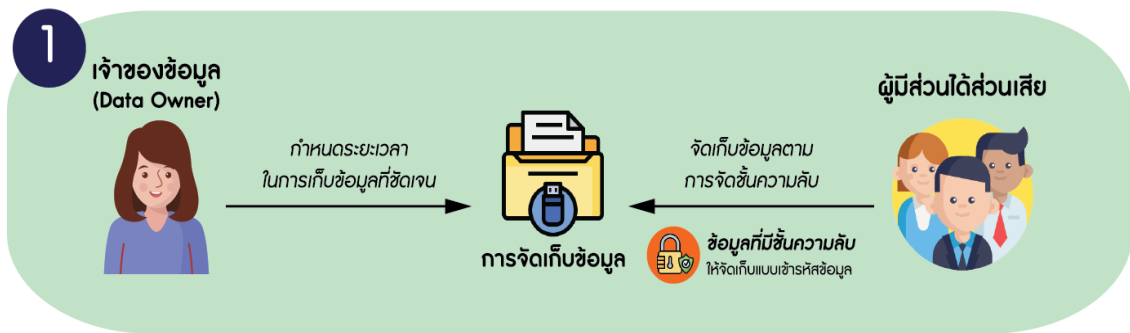 1
เจ้าของข้อมูล
(Data Owner)
กำหนดระยะเวลา
ในการเก็บข้อมูลที่ชัดเจน
การจัดเก็บข้อมูล
ผู้มีส่วนได้ส่วนเสีย
จัดเก็บข้อมูลตาม
การจัดชั้นความลับ
ข้อมูลที่มีชั้นความลับ
ให้จัดเก็บแบบเข้ารหัสข้อมูล